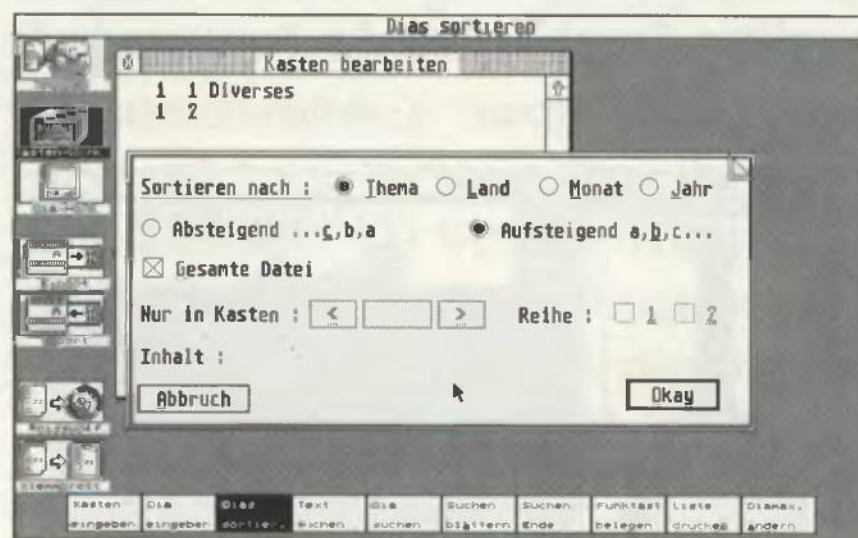 Dias sortieren
Kasten bearbeiten
1 1 Diverses
1 2
Sortieren nach : Thema Land Monat Jahr
Absteigend ...c,b,a Aufsteigend a,b,c...
Gesamte Datei
Nur in Kasten : < > Reihe : 1 2
Inhalt :
Abbruch Okay
Kasten Dia Dias Text Dia Suchen Suchen Funktast Liste Diamax.
eingeben eingeben sortier. suchen suchen blättern Ende belegen drucken ändern